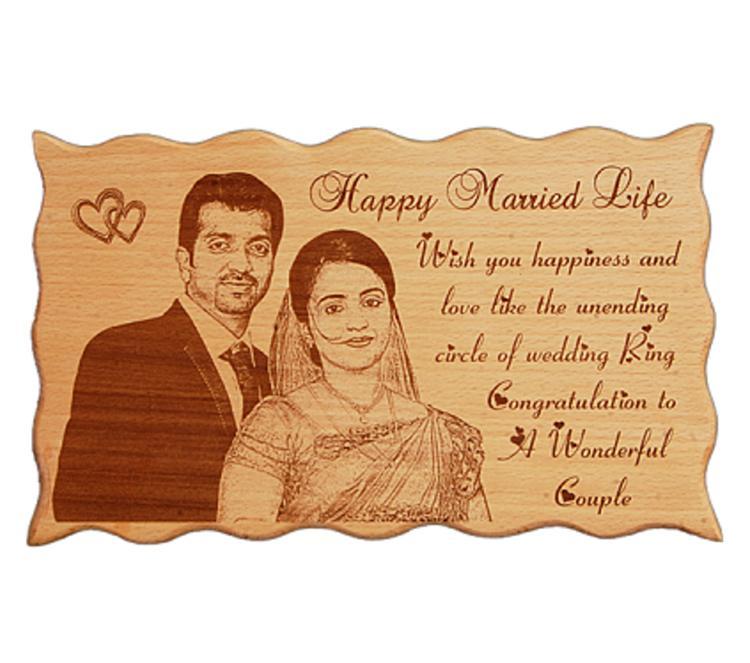 Happy Married Life
Wish you happiness and
love like the unending
circle of wedding Ring
Congratulation to
A Wonderful
Couple